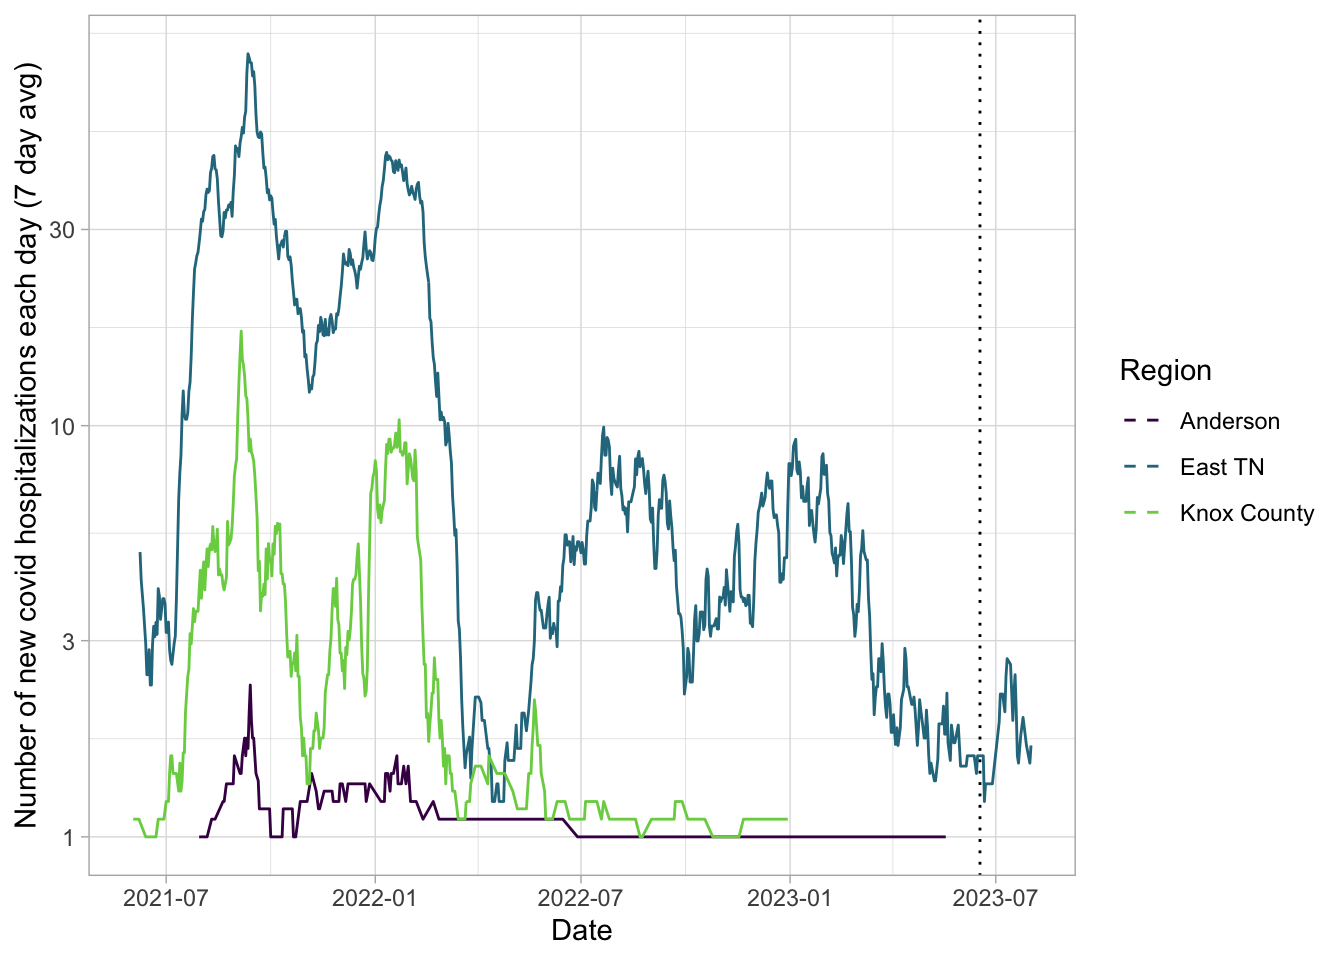 Number of new covid hospitalizations each day (7 day avg)
30
10
3
1
2021-07
2022-01
2022-07
2023-01
2023-07
Date
Region
Anderson
East TN
Knox County